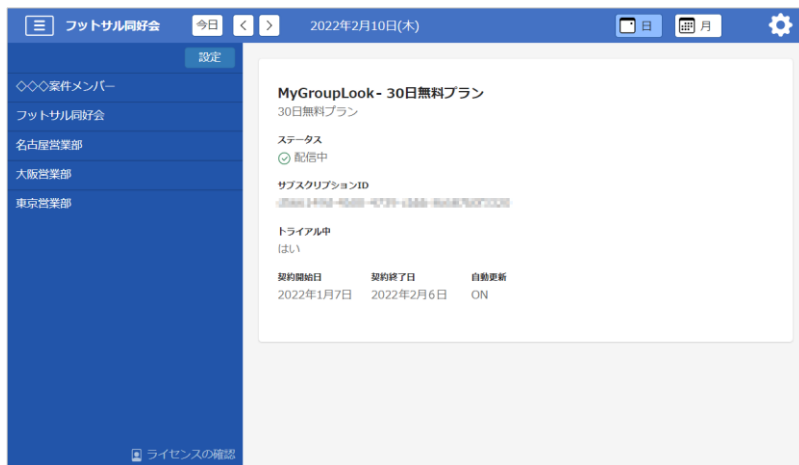 フットサル同好会 今日 < > 2022年2月10日(木) 日 月
設定
◇◇◇案件メンバー
フットサル同好会
名古屋営業部
大阪営業部
東京営業部
ライセンスの確認
MyGroupLook - 30日無料プラン
30日無料プラン
ステータス
配信中
サブスクリプションID
トライアル中
はい
契約開始日 契約終了日 自動更新
2022年1月7日 2022年2月6日 ON